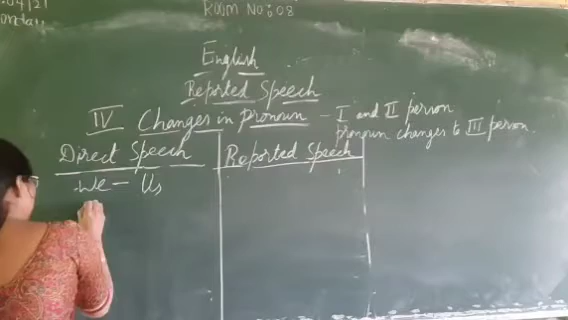 04/21
onday
ROOM NO: 08
English
Reported Speech
IV Changes in Pronoun - I and II person
pronoun changes to III person.
Direct Speech
Reported Speech
We - Us